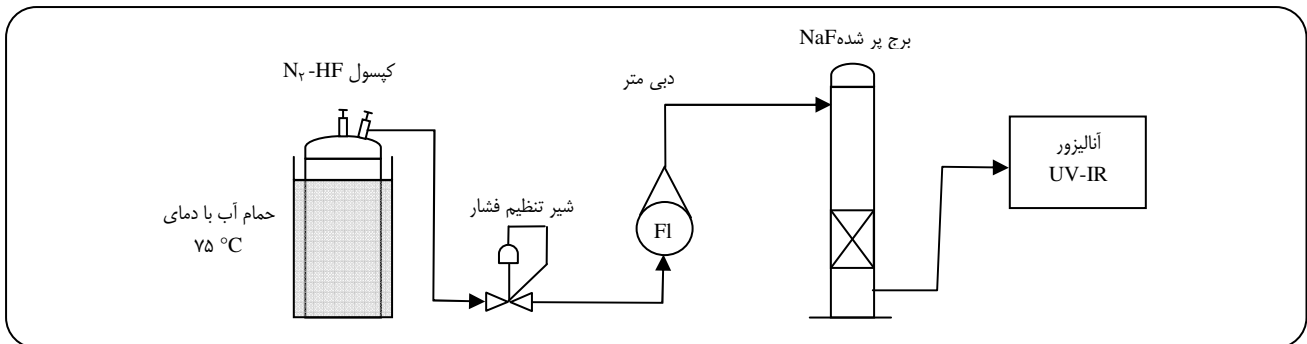 برج پر شدهNaF
کپسول N۲-HF
دبی متر
آنالیزور
UV-IR
حمام آب با دمای
۷۵ °C
شیر تنظیم فشار
FI